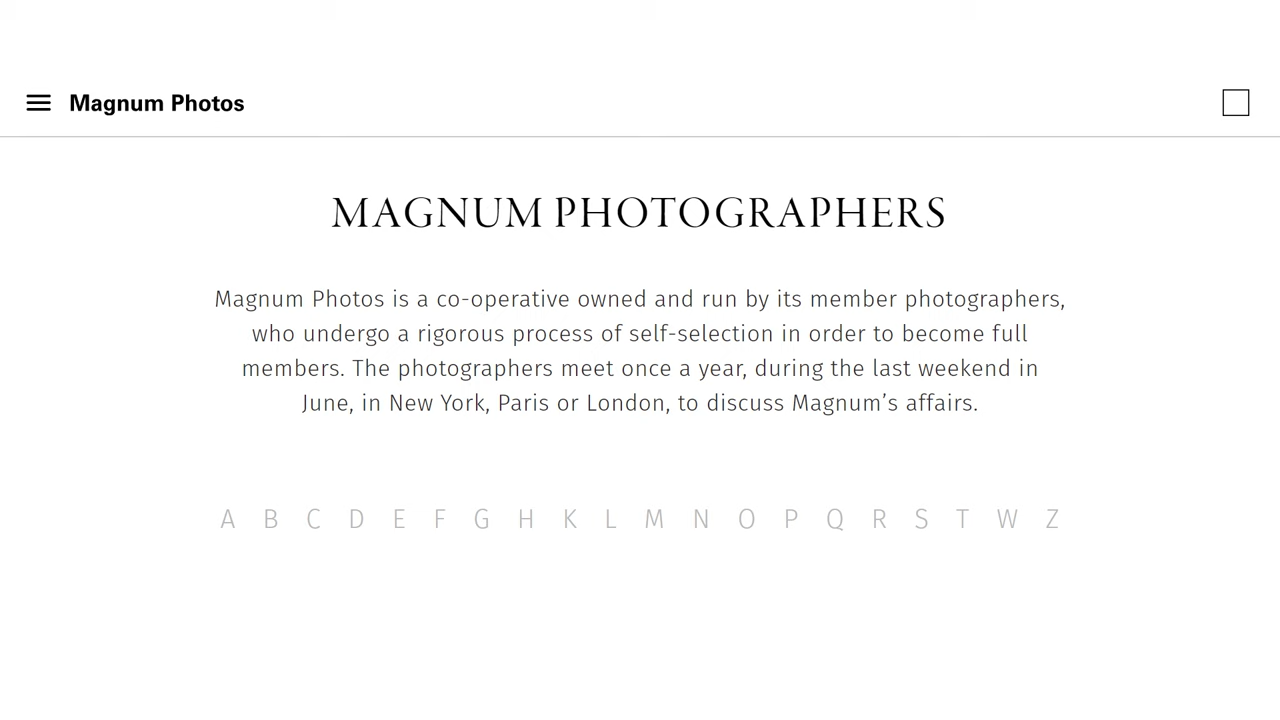 Magnum Photos
MAGNUM PHOTOGRAPHERS
Magnum Photos is a co-operative owned and run by its member photographers,
who undergo a rigorous process of self-selection in order to become full
members. The photographers meet once a year, during the last weekend in
June, in New York, Paris or London, to discuss Magnum’s affairs.
A B C D E F G H K L M N O P Q R S T W Z